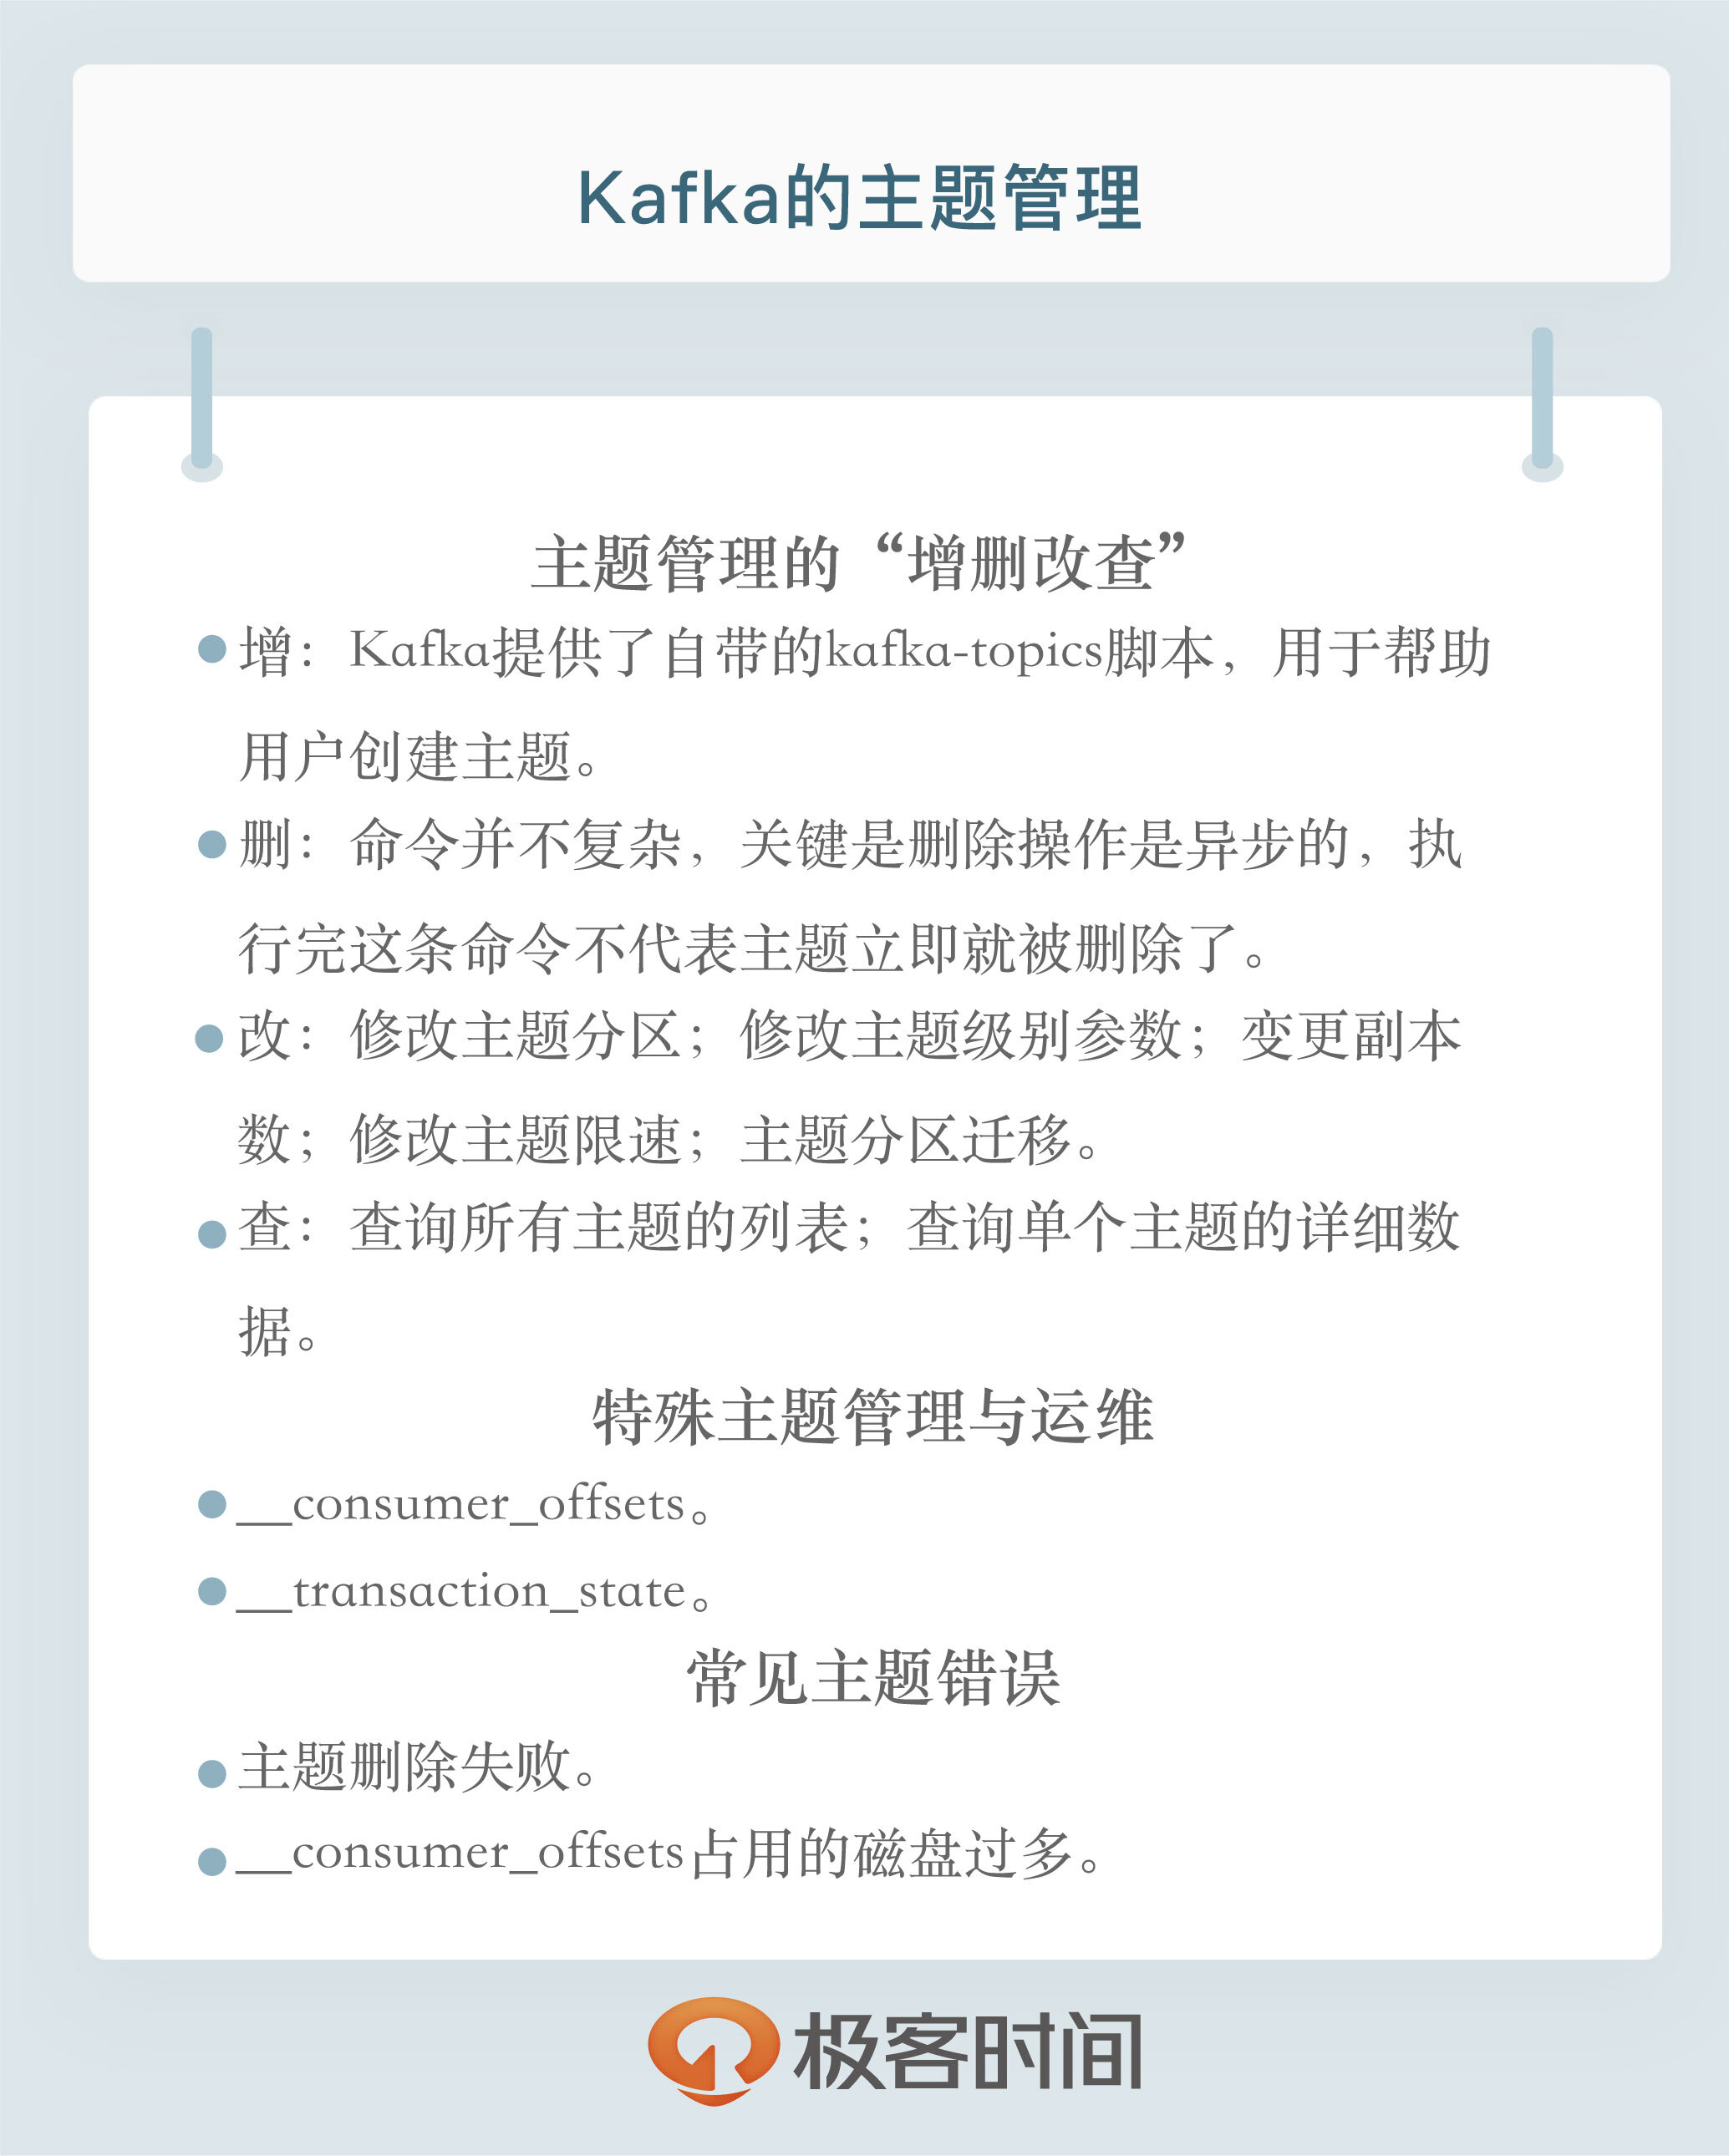 Kafka的主题管理
主题管理的“增删改查”
增：Kafka提供了自带的kafka-topics脚本，用于帮助
用户创建主题。
删：命令并不复杂，关键是删除操作是异步的，执
行完这条命令不代表主题立即就被删除了。
改：修改主题分区；修改主题级别参数；变更副本
数；修改主题限速；主题分区迁移。
查：查询所有主题的列表；查询单个主题的详细数
据。
特殊主题管理与运维
__consumer_offsets。
__transaction_state。
常见主题错误
主题删除失败。
__consumer_offsets占用的磁盘过多。
极客时间